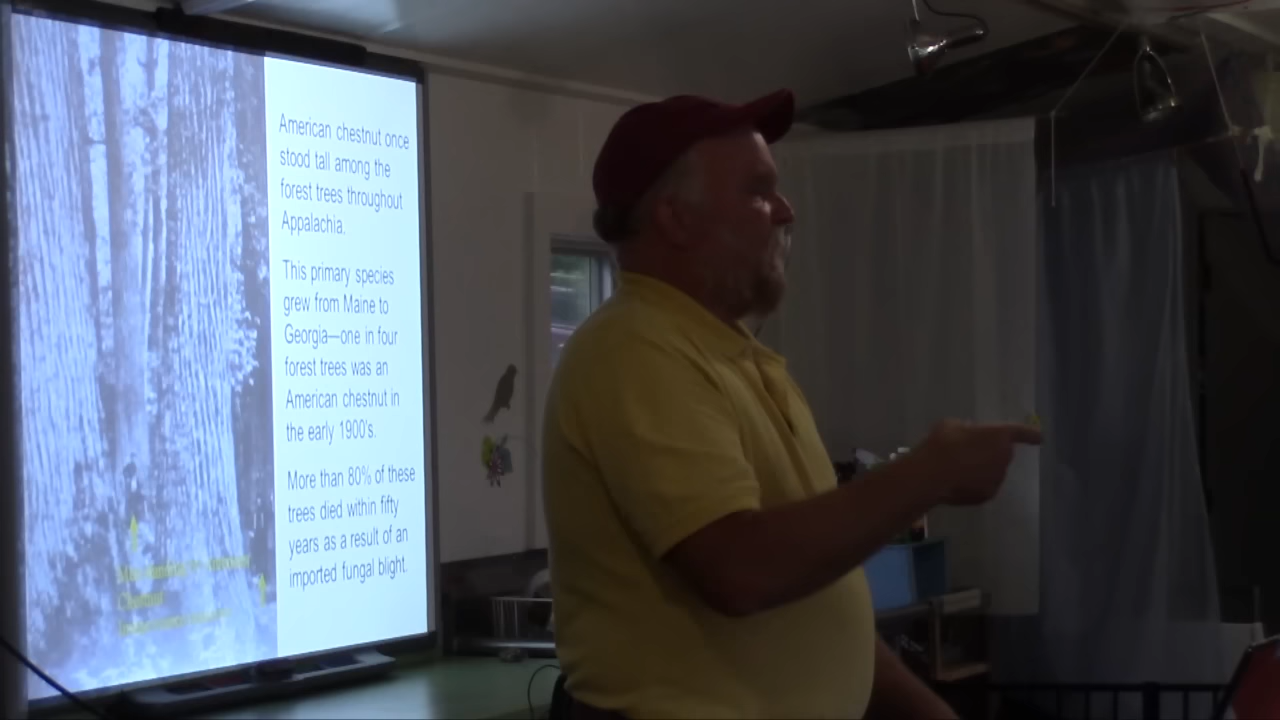 American chestnut once
stood tall among the
forest trees throughout
Appalachia.
This primary species
grew from Maine to
Georgia—one in four
forest trees was an
American chestnut in
the early 1900's.
More than 80% of these
trees died within fifty
years as a result of an
imported fungal blight.
Chestnut